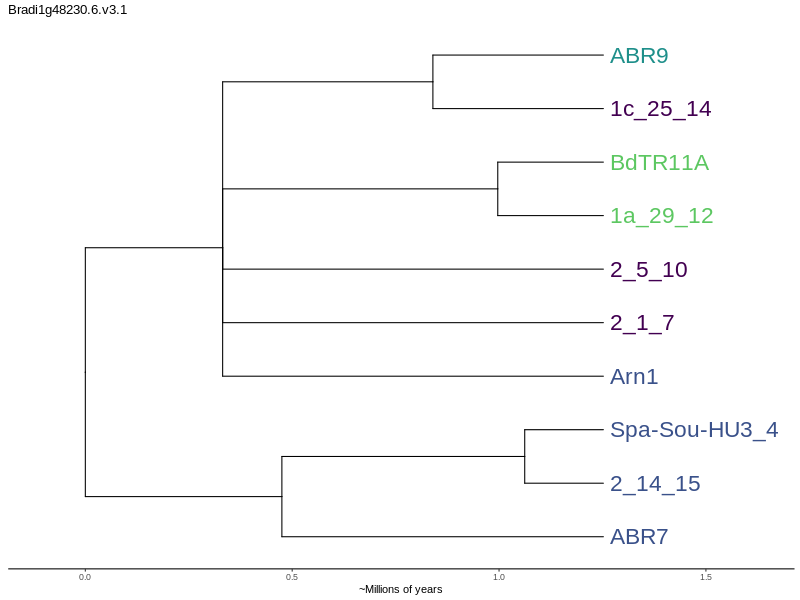 Bradi1g48230.6.v3.1
ABR9
1c_25_14
BdTR11A
1a_29_12
2_5_10
2_1_7
Arn1
Spa-Sou-HU3_4
2_14_15
ABR7
0.0 0.5 1.0 1.5
~Millions of years